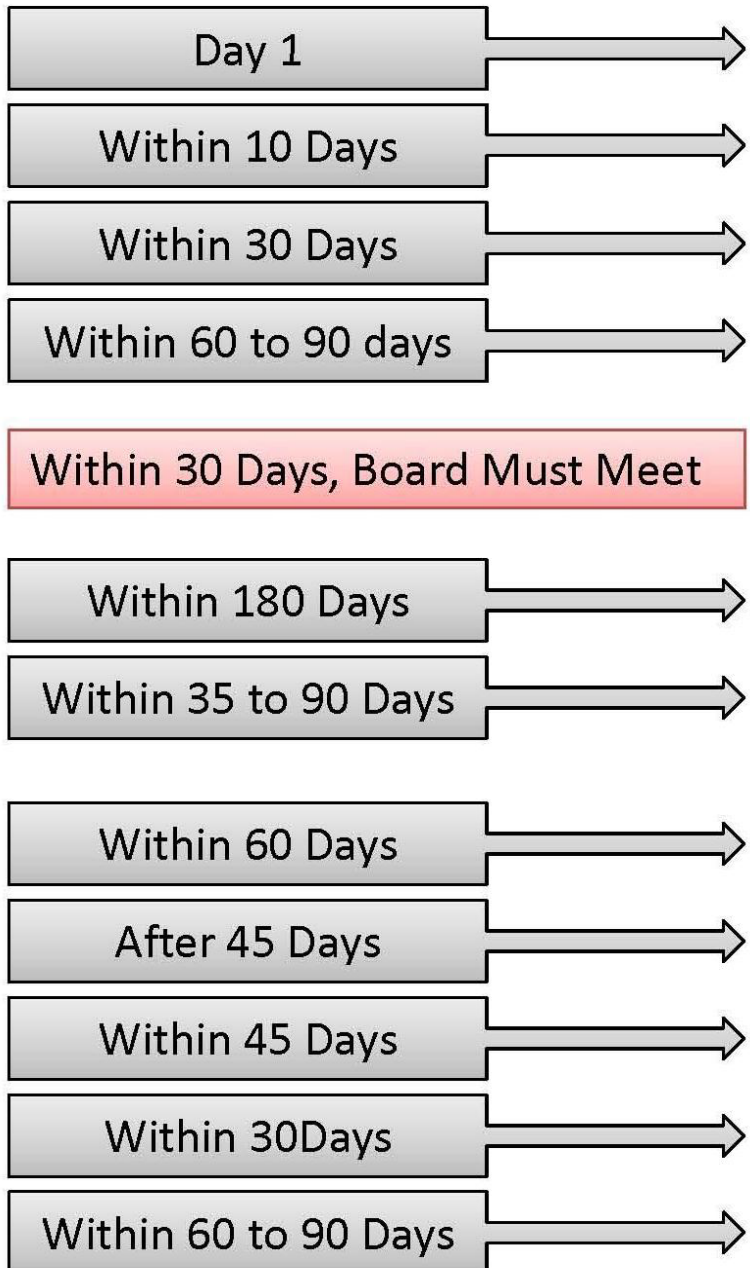 Day 1
Within 10 Days
Within 30 Days
Within 60 to 90 days
Within 30 Days, Board Must Meet
Within 180 Days
Within 35 to 90 Days
Within 60 Days
After 45 Days
Within 45 Days
Within 30Days
Within 60 to 90 Days